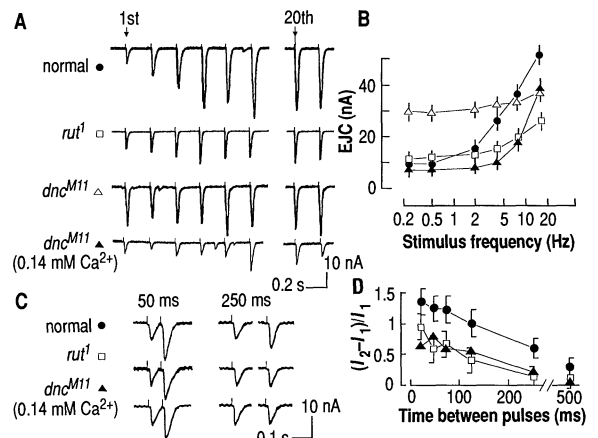 A
1st
20th
normal ●
rut¹ □
dncᴹ¹¹ △
dncᴹ¹¹ ▲
(0.14 mM Ca²⁺)
10 nA
0.2 s
B
EJC (nA)
40
20
10
0
0.2 0.5 1 2 5 10 20
Stimulus frequency (Hz)
C
50 ms
250 ms
normal ●
rut¹ □
dncᴹ¹¹ ▲
(0.14 mM Ca²⁺)
10 nA
0.1 s
D
(I₂–I₁)/I₁
1.5
1
0.5
0
0 100 200 500
Time between pulses (ms)